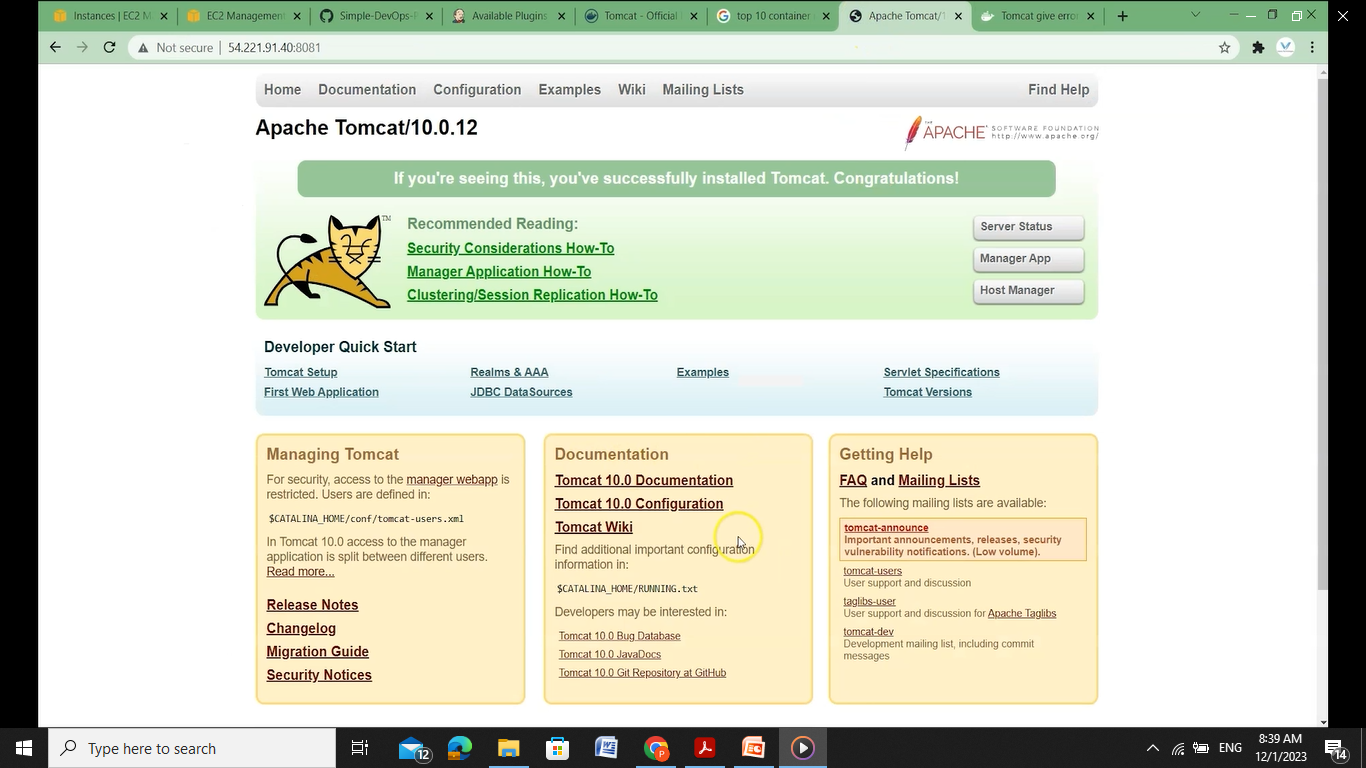 Instances | EC2 M
EC2 Management
Simple-DevOps-P
Available Plugins
Tomcat - Official
top 10 container
Apache Tomcat/1
Tomcat give erro
Not secure | 54.221.91.40:8081
Home Documentation Configuration Examples Wiki Mailing Lists Find Help
Apache Tomcat/10.0.12
THE APACHE SOFTWARE FOUNDATION
http://www.apache.org/
If you're seeing this, you've successfully installed Tomcat. Congratulations!
TM
Recommended Reading:
Security Considerations How-To
Manager Application How-To
Clustering/Session Replication How-To
Server Status
Manager App
Host Manager
Developer Quick Start
Tomcat Setup
First Web Application
Realms & AAA
JDBC DataSources
Examples
Servlet Specifications
Tomcat Versions
Managing Tomcat
For security, access to the manager webapp is
restricted. Users are defined in:
$CATALINA_HOME/conf/tomcat-users.xml
In Tomcat 10.0 access to the manager
application is split between different users.
Read more...
Release Notes
Changelog
Migration Guide
Security Notices
Documentation
Tomcat 10.0 Documentation
Tomcat 10.0 Configuration
Tomcat Wiki
Find additional important configuration
information in:
$CATALINA_HOME/RUNNING.txt
Developers may be interested in:
Tomcat 10.0 Bug Database
Tomcat 10.0 JavaDocs
Tomcat 10.0 Git Repository at GitHub
Getting Help
FAQ and Mailing Lists
The following mailing lists are available:
tomcat-announce
Important announcements, releases, security
vulnerability notifications. (Low volume).
tomcat-users
User support and discussion
taglibs-user
User support and discussion for Apache Taglibs
tomcat-dev
Development mailing list, including commit
messages
Type here to search
12
P
ENG
8:39 AM
12/1/2023
14